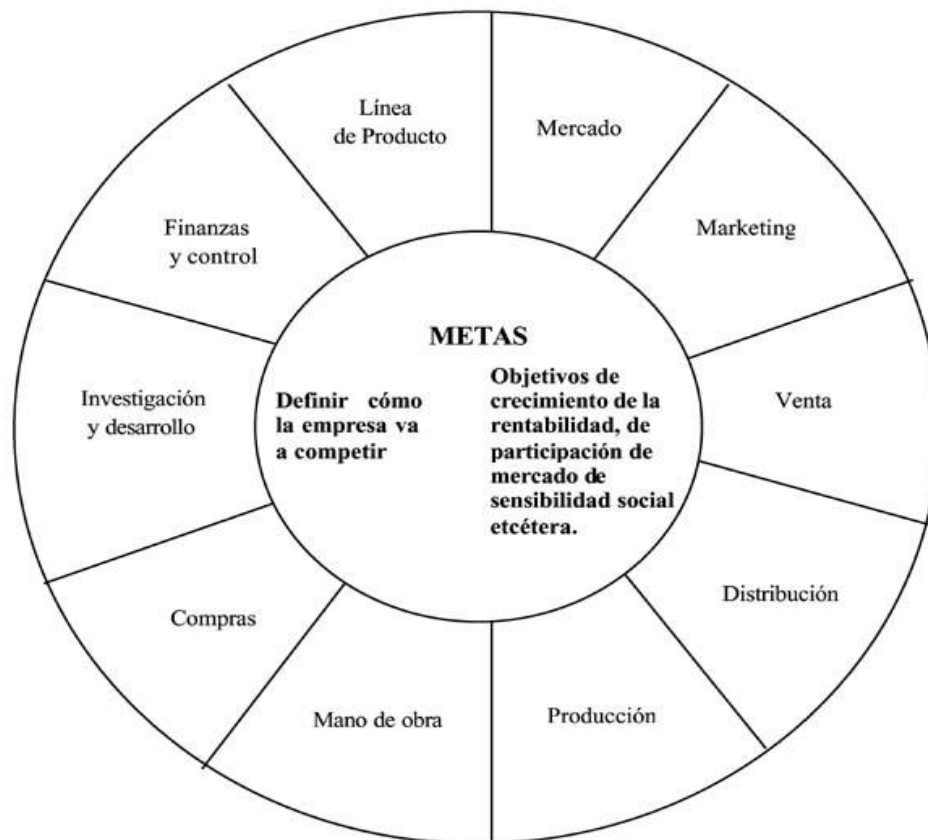 Línea
de Producto
Mercado
Marketing
Venta
Distribución
Producción
Mano de obra
Compras
Investigación
y desarrollo
Finanzas
y control
METAS
Definir cómo
la empresa va
a competir
Objetivos de
crecimiento de la
rentabilidad, de
participación de
mercado de
sensibilidad social
etcétera.